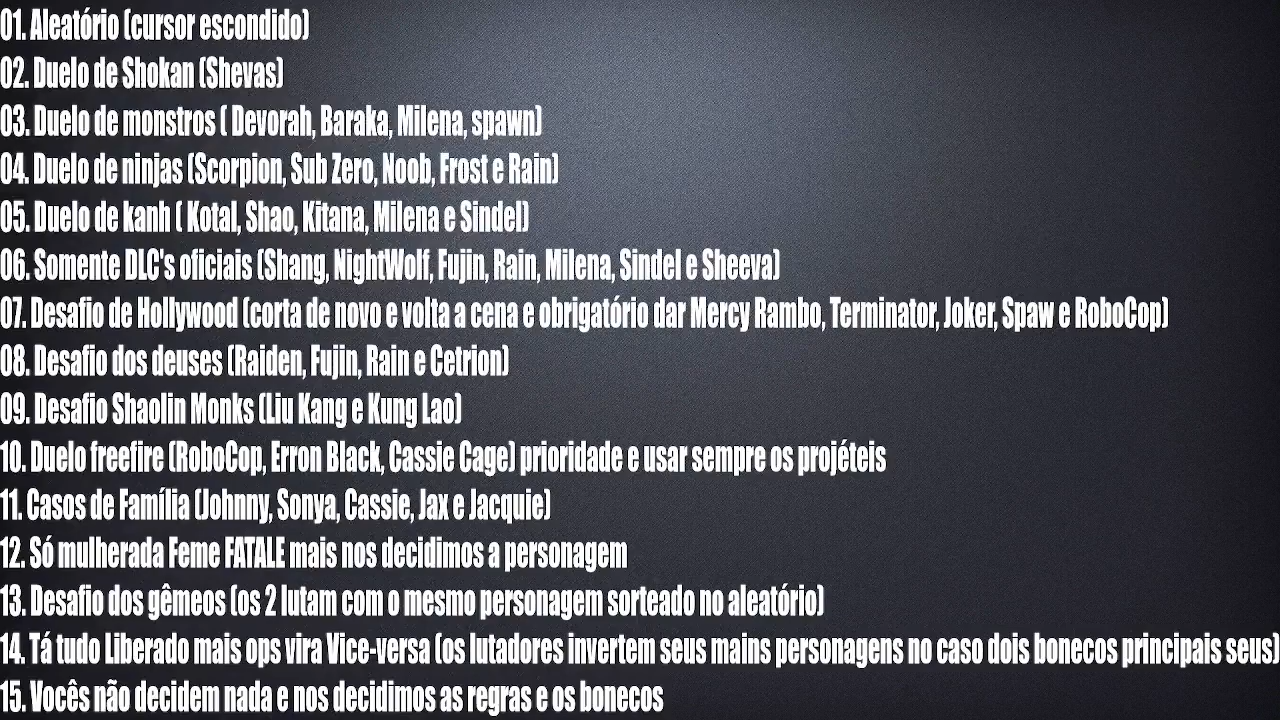 01. Aleatório (cursor escondido)
02. Duelo de Shokan (Shevas)
03. Duelo de monstros ( Devorah, Baraka, Milena, spawn)
04. Duelo de ninjas (Scorpion, Sub Zero, Noob, Frost e Rain)
05. Duelo de kanh ( Kotal, Shao, Kitana, Milena e Sindel)
06. Somente DLC's oficiais (Shang, NightWolf, Fujin, Rain, Milena, Sindel e Sheeva)
07. Desafio de Hollywood (corta de novo e volta a cena e obrigatório dar Mercy Rambo, Terminator, Joker, Spaw e RoboCop)
08. Desafio dos deuses (Raiden, Fujin, Rain e Cetrion)
09. Desafio Shaolin Monks (Liu Kang e Kung Lao)
10. Duelo freefire (RoboCop, Erron Black, Cassie Cage) prioridade e usar sempre os projéteis
11. Casos de Família (Johnny, Sonya, Cassie, Jax e Jacquie)
12. Só mulherada Feme FATALE mais nos decidimos a personagem
13. Desafio dos gêmeos (os 2 lutam com o mesmo personagem sorteado no aleatório)
14. Tá tudo Liberado mais ops vira Vice-versa (os lutadores invertem seus mains personagens no caso dois bonecos principais seus)
15. Vocês não decidem nada e nos decidimos as regras e os bonecos